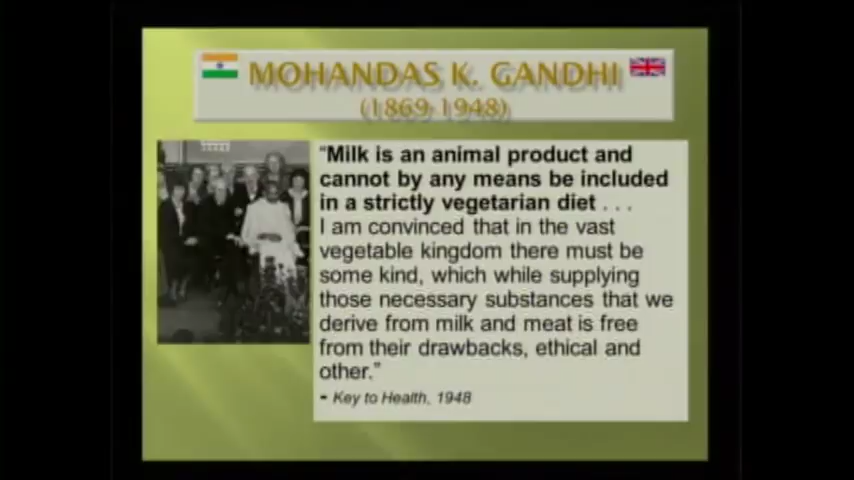 MOHANDAS K. GANDHI
(1869-1948)
"Milk is an animal product and
cannot by any means be included
in a strictly vegetarian diet . . .
I am convinced that in the vast
vegetable kingdom there must be
some kind, which while supplying
those necessary substances that we
derive from milk and meat is free
from their drawbacks, ethical and
other."
- Key to Health, 1948